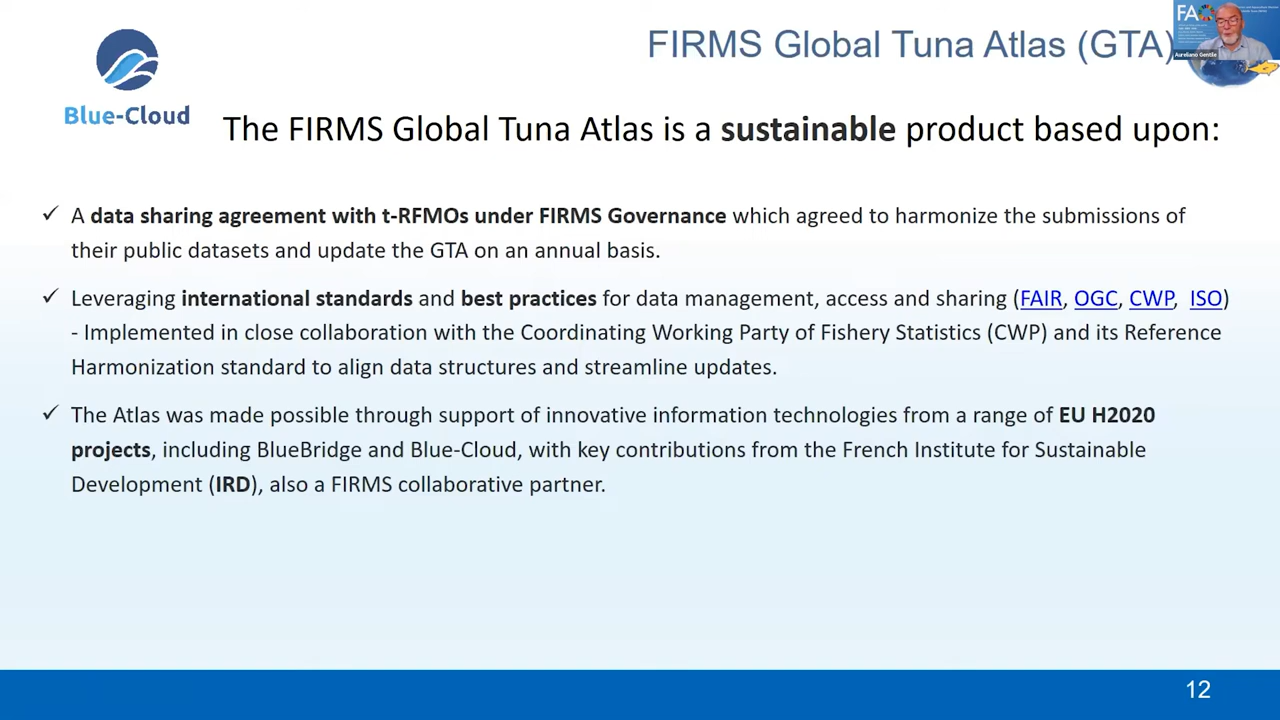 FIRMS Global Tuna Atlas (GTA)
FAO
Aureliano Gentile
Blue-Cloud
The FIRMS Global Tuna Atlas is a sustainable product based upon:
✓ A data sharing agreement with t-RFMOs under FIRMS Governance which agreed to harmonize the submissions of
their public datasets and update the GTA on an annual basis.
✓ Leveraging international standards and best practices for data management, access and sharing (FAIR, OGC, CWP, ISO)
- Implemented in close collaboration with the Coordinating Working Party of Fishery Statistics (CWP) and its Reference
Harmonization standard to align data structures and streamline updates.
✓ The Atlas was made possible through support of innovative information technologies from a range of EU H2020
projects, including BlueBridge and Blue-Cloud, with key contributions from the French Institute for Sustainable
Development (IRD), also a FIRMS collaborative partner.
12